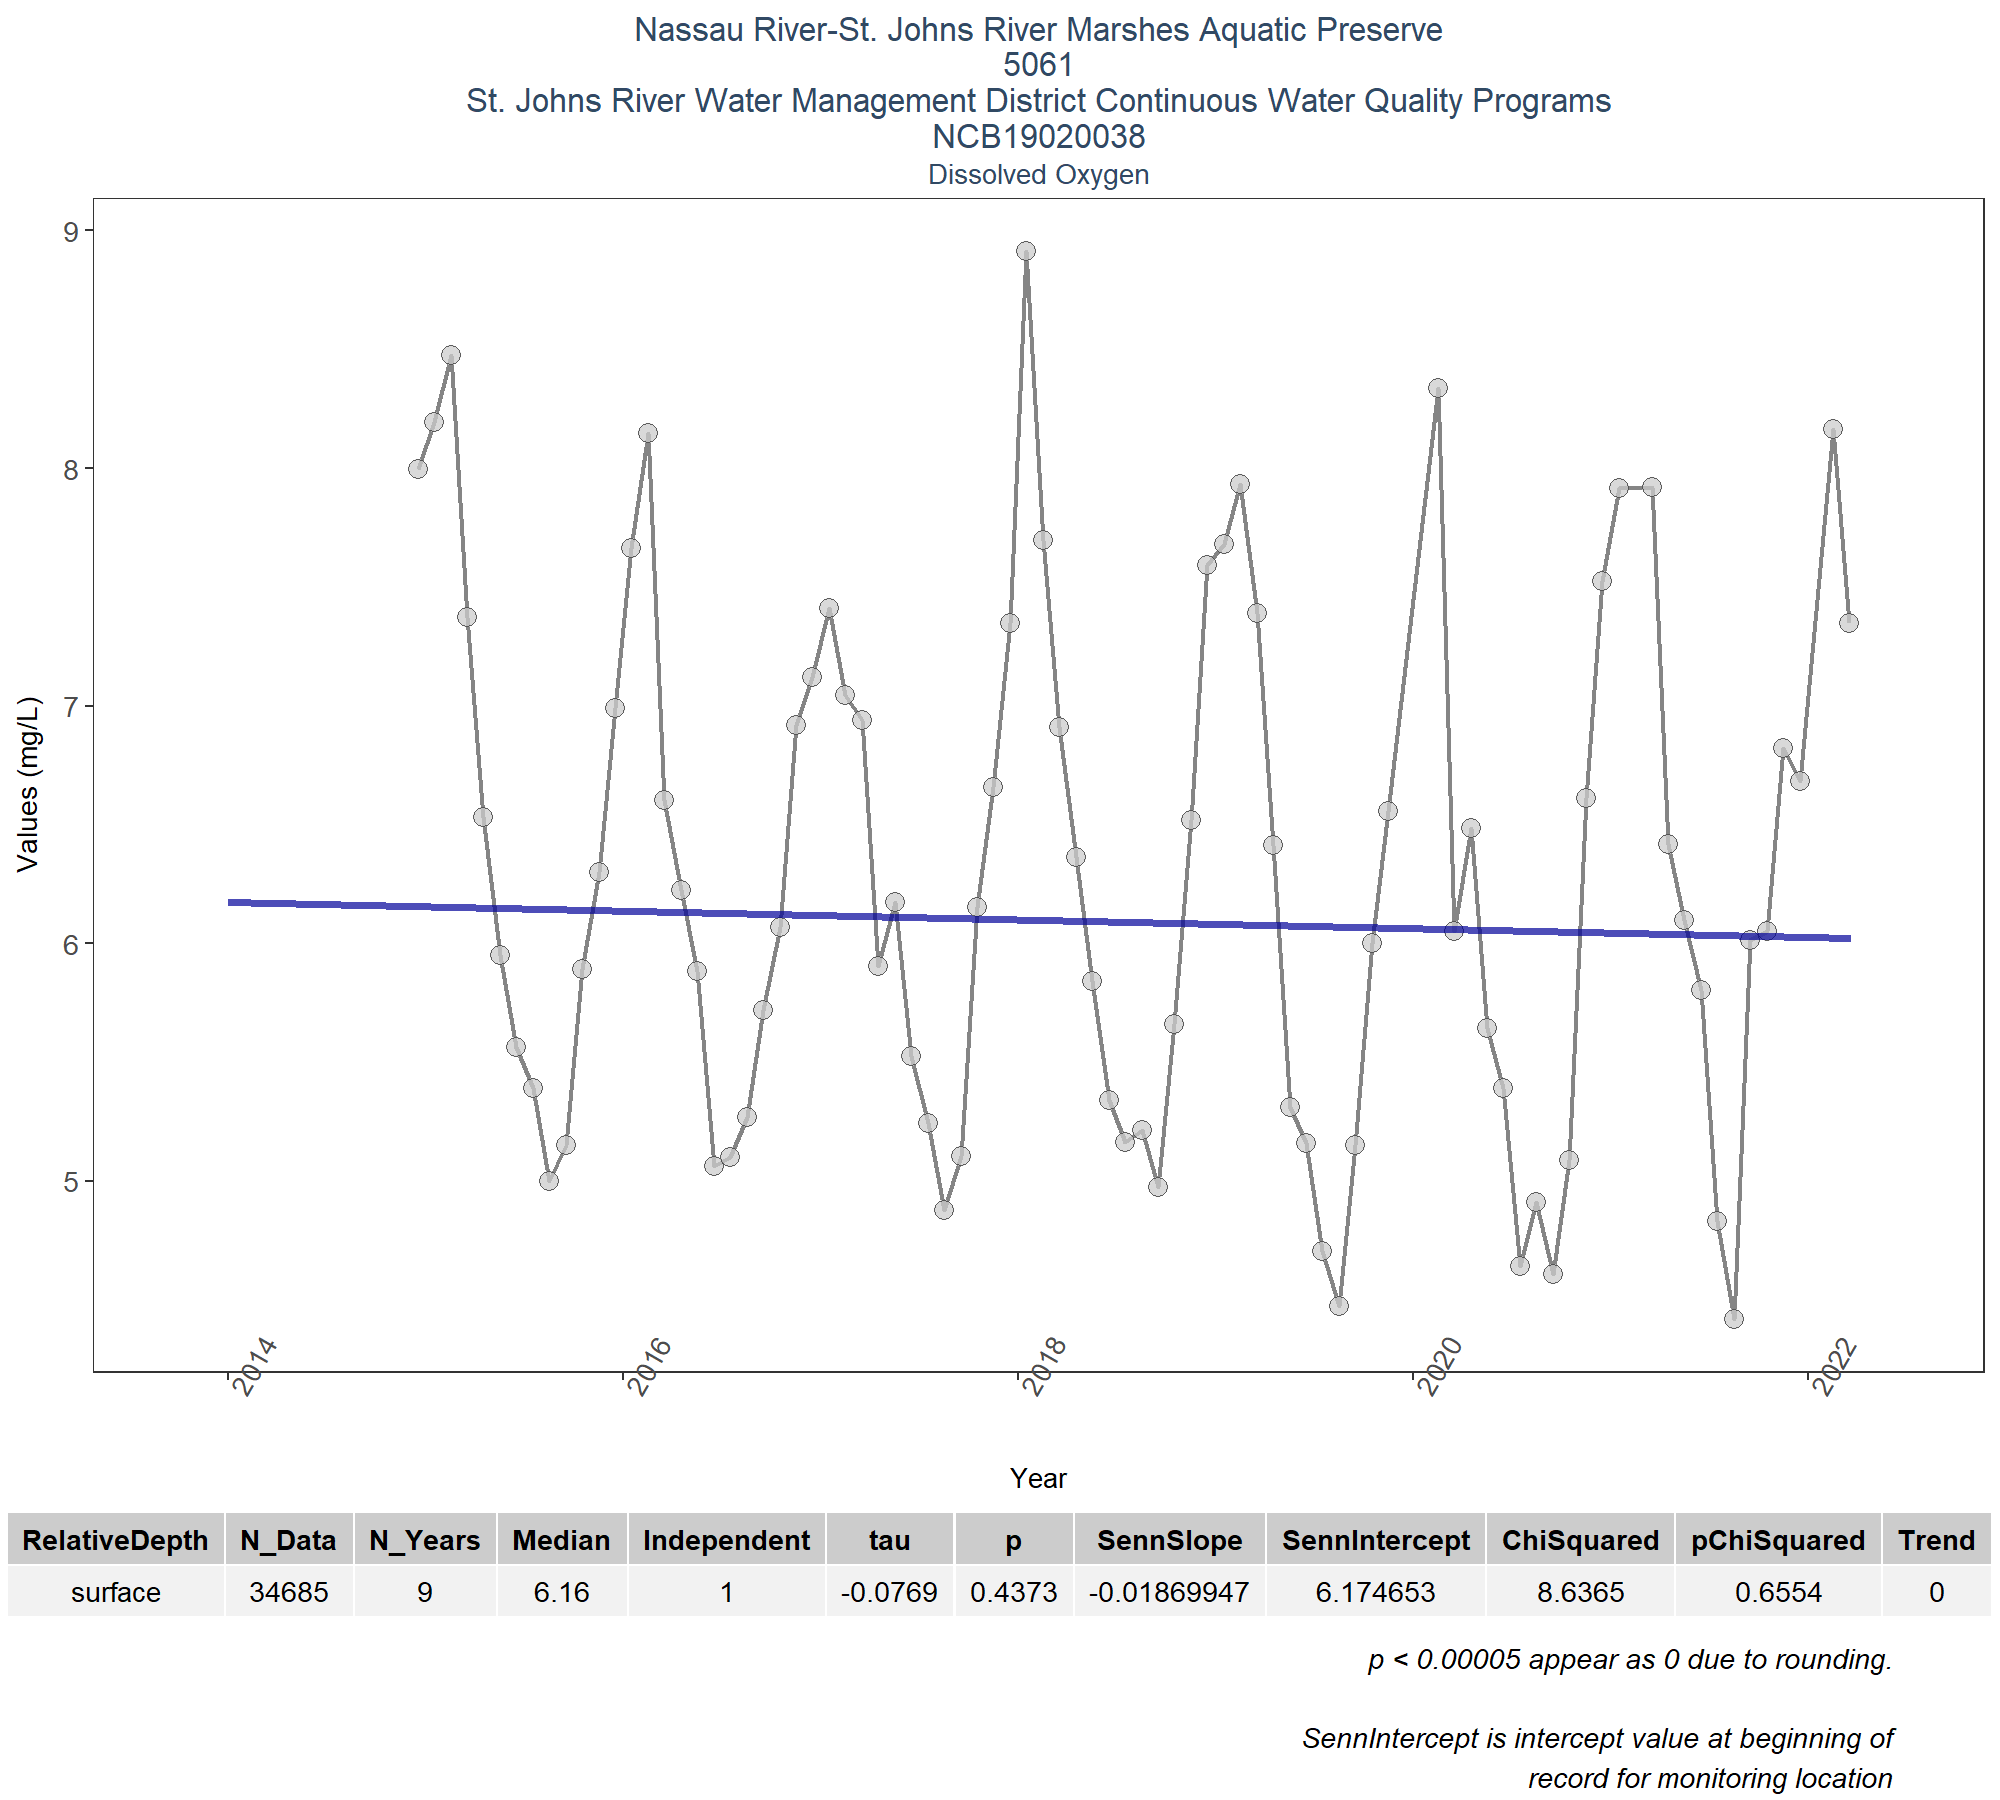 Nassau River-St. Johns River Marshes Aquatic Preserve
5061
St. Johns River Water Management District Continuous Water Quality Programs
NCB19020038
Dissolved Oxygen
9
8
7
6
5
Values (mg/L)
2014 2016 2018 2020 2022
Year
RelativeDepth N_Data N_Years Median Independent tau p SennSlope SennIntercept ChiSquared pChiSquared Trend
surface 34685 9 6.16 1 -0.0769 0.4373 -0.01869947 6.174653 8.6365 0.6554 0
p < 0.00005 appear as 0 due to rounding.
SennIntercept is intercept value at beginning of
record for monitoring location